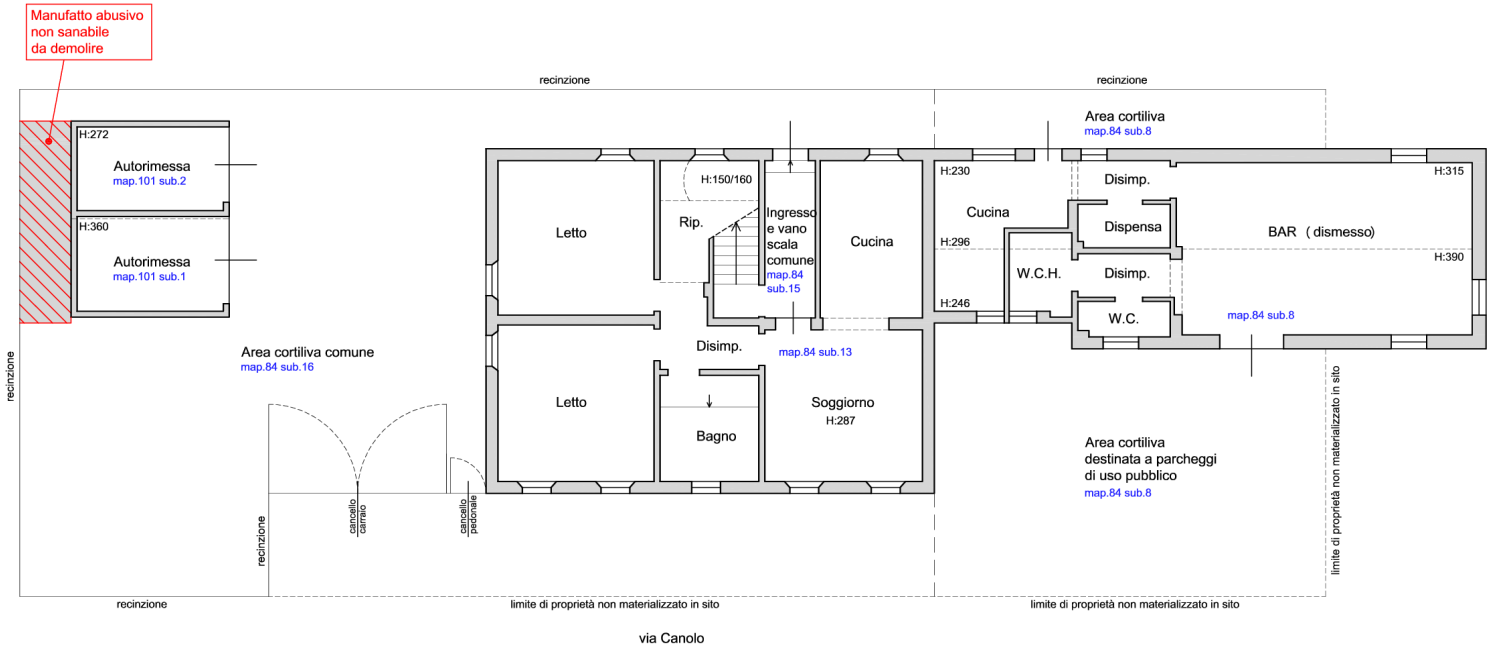 Manufatto abusivo
non sanabile
da demolire
recinzione
recinzione
Area cortiliva
map.84 sub.8
H:272
Autorimessa
map.101 sub.2
H:360
Autorimessa
map.101 sub.1
Letto
H:150/160
Rip.
Ingresso
e vano
scala
comune
map.84
sub.15
Cucina
H:230
Cucina
H:296
H:246
W.C.H.
Disimp.
Dispensa
Disimp.
W.C.
H:315
BAR ( dismesso)
H:390
map.84 sub.8
Area cortiliva comune
map.84 sub.16
Disimp.
map.84 sub.13
Letto
Bagno
Soggiorno
H:287
Area cortiliva
destinata a parcheggi
di uso pubblico
map.84 sub.8
recinzione
cancello
carraio
cancello
pedonale
recinzione
limite di proprietà non materializzato in sito
recinzione
limite di proprietà non materializzato in sito
limite di proprietà non materializzato in sito
via Canolo